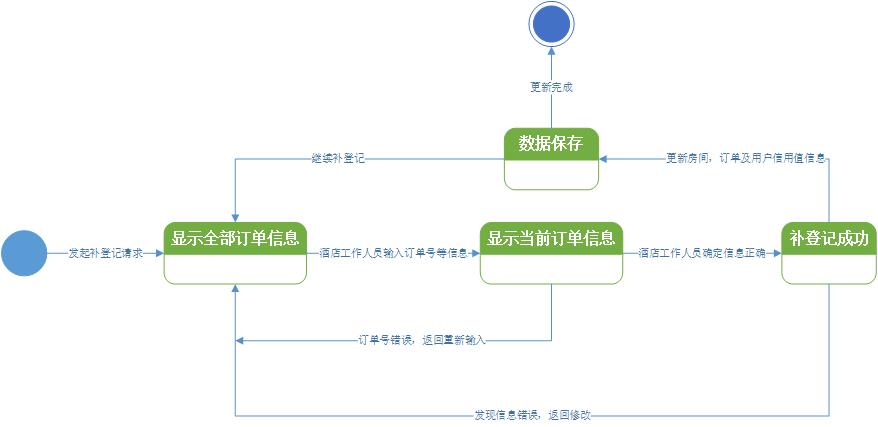 更新完成
数据保存
继续补登记
更新房间，订单及用户信用值信息
发起补登记请求
显示全部订单信息
酒店工作人员输入订单号等信息
显示当前订单信息
酒店工作人员确定信息正确
补登记成功
订单号错误，返回重新输入
发现信息错误，返回修改